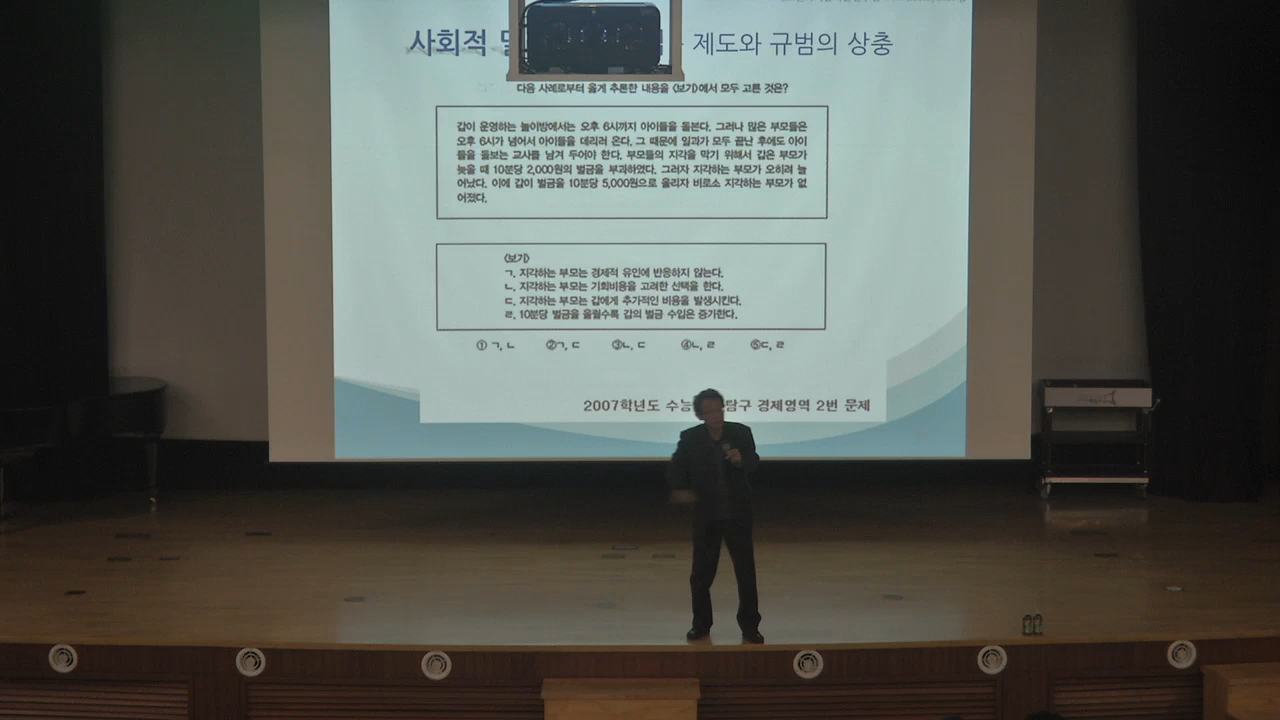 사회적 제도와 규범의 상충
다음 사례로부터 옳게 추론한 내용을 <보기>에서 모두 고른 것은?
갑이 운영하는 놀이방에서는 오후 6시까지 아이들을 돌본다. 그러나 많은 부모들은
오후 6시가 넘어서 아이들을 데리러 온다. 그 때문에 일과가 모두 끝난 후에도 아이
들을 돌보는 교사를 남겨 두어야 한다. 부모들의 지각을 막기 위해서 갑은 부모가
늦을 때 10분당 2,000원의 벌금을 부과하였다. 그러자 지각하는 부모가 오히려 늘
어났다. 이에 갑이 벌금을 10분당 5,000원으로 올리자 비로소 지각하는 부모가 없
어졌다.
<보기>
ㄱ. 지각하는 부모는 경제적 유인에 반응하지 않는다.
ㄴ. 지각하는 부모는 기회비용을 고려한 선택을 한다.
ㄷ. 지각하는 부모는 갑에게 추가적인 비용을 발생시킨다.
ㄹ. 10분당 벌금을 올릴수록 갑의 벌금 수입은 증가한다.
① ㄱ, ㄴ ②ㄱ, ㄷ ③ㄴ, ㄷ ④ㄴ, ㄹ ⑤ㄷ, ㄹ
2007학년도 수능 탐구 경제영역 2번 문제